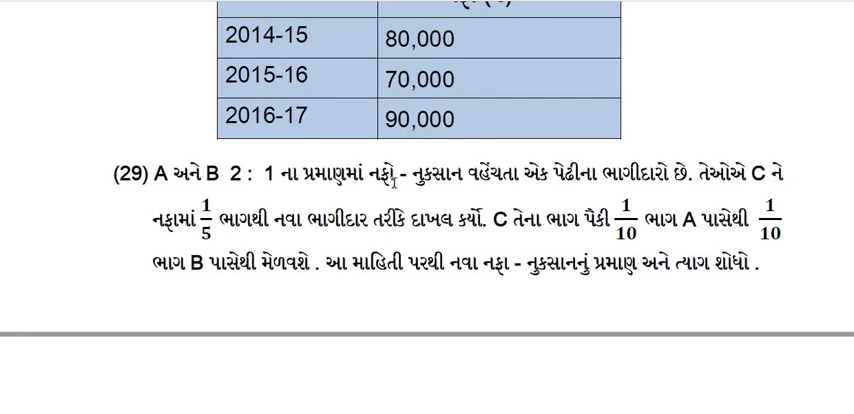 2014-15 80,000
2015-16 70,000
2016-17 90,000
(29) A અને B 2 : 1 ના પ્રમાણમાં નફો - નુકસાન વહેંચતા એક પેઢીના ભાગીદારો છે. તેઓએ C ને
નફામાં 1/5 ભાગથી નવા ભાગીદાર તરીકે દાખલ કર્યો. C તેના ભાગ પૈકી 1/10 ભાગ A પાસેથી 1/10
ભાગ B પાસેથી મેળવશે . આ માહિતી પરથી નવા નફા - નુકસાનનું પ્રમાણ અને ત્યાગ શોધો .